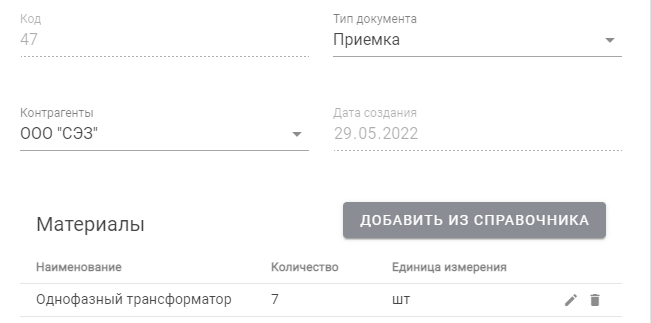 Код
Тип документа
47
Приемка
Контрагенты
Дата создания
ООО "СЭЗ"
29.05.2022
Материалы
ДОБАВИТЬ ИЗ СПРАВОЧНИКА
Наименование Количество Единица измерения
Однофазный трансформатор 7 шт